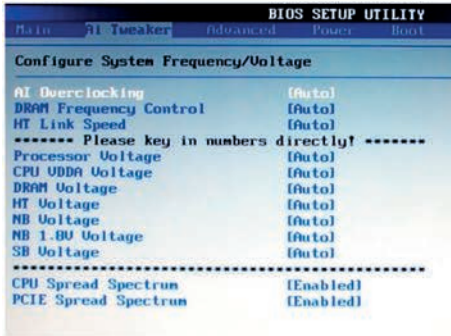 BIOS SETUP UTILITY
Main Ai Tweaker Advanced Power Boot
Configure System Frequency/Voltage
AI Overclocking [Auto]
DRAM Frequency Control [Auto]
HT Link Speed [Auto]
******* Please key in numbers directly! *******
Processor Voltage [Auto]
CPU VDDA Voltage [Auto]
DRAM Voltage [Auto]
HT Voltage [Auto]
NB Voltage [Auto]
NB 1.8V Voltage [Auto]
SB Voltage [Auto]
CPU Spread Spectrum [Enabled]
PCIE Spread Spectrum [Enabled]